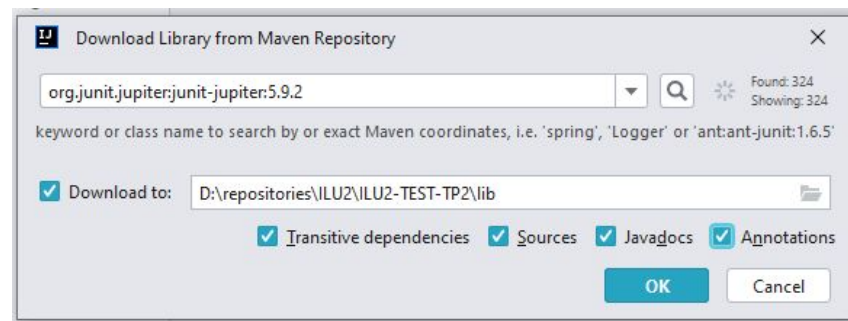 Download Library from Maven Repository
org.junit.jupiter:junit-jupiter:5.9.2
Found: 324
Showing: 324
keyword or class name to search by or exact Maven coordinates, i.e. 'spring', 'Logger' or 'ant:ant-junit:1.6.5'
Download to: D:\repositories\ILU2\ILU2-TEST-TP2\lib
Transitive dependencies Sources Javadocs Annotations
OK Cancel